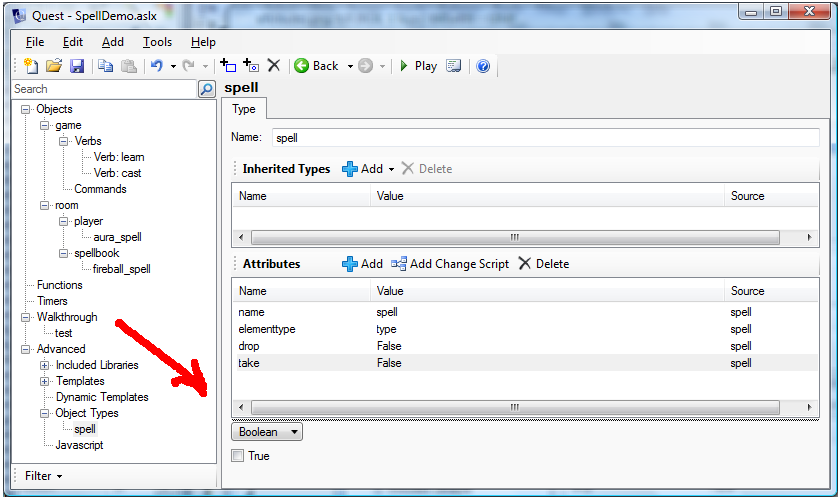 Quest - SpellDemo.aslx
File Edit Add Tools Help
Back Play
Search
Objects
game
Verbs
Verb: learn
Verb: cast
Commands
room
player
aura_spell
spellbook
fireball_spell
Functions
Timers
Walkthrough
test
Advanced
Included Libraries
Templates
Dynamic Templates
Object Types
spell
Javascript
Filter
spell
Type
Name: spell
Inherited Types Add Delete
Name Value Source
Attributes Add Add Change Script Delete
Name Value Source
name spell spell
elementtype type spell
drop False spell
take False spell
Boolean
True